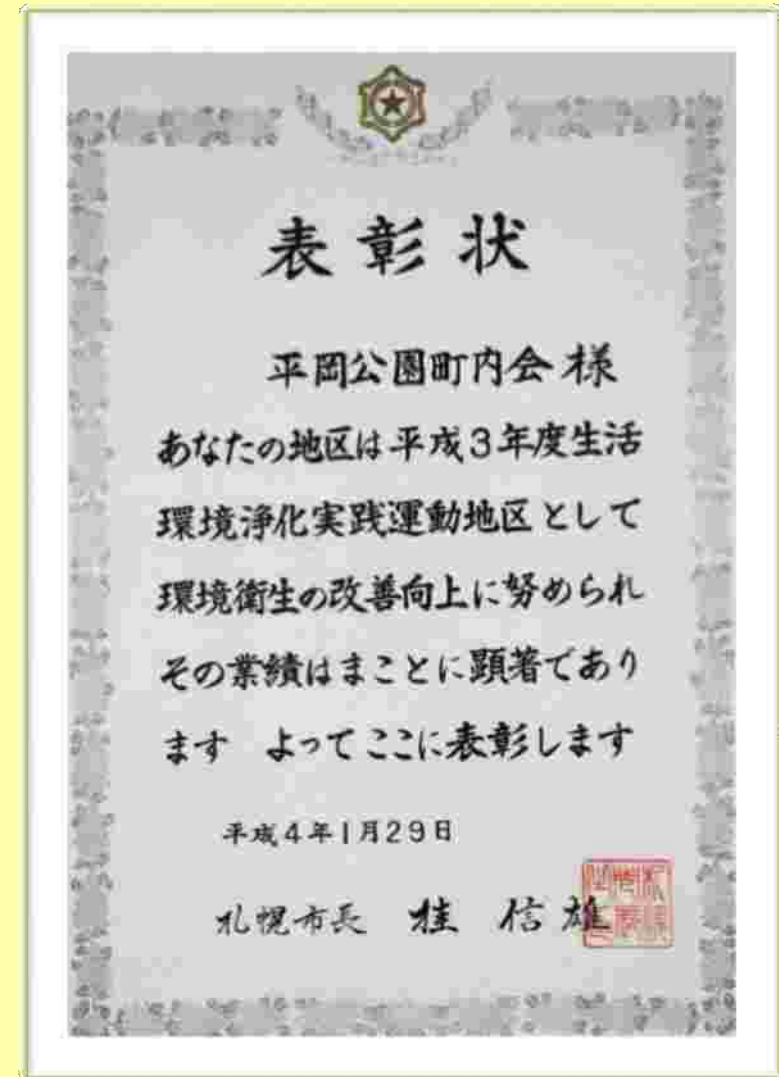 表彰状
平岡公園町内会様
あなたの地区は平成3年度生活
環境浄化実践運動地区として
環境衛生の改善向上に努められ
その業績はまことに顕著であり
ます よってここに表彰します
平成4年1月29日
札幌市長 桂 信雄